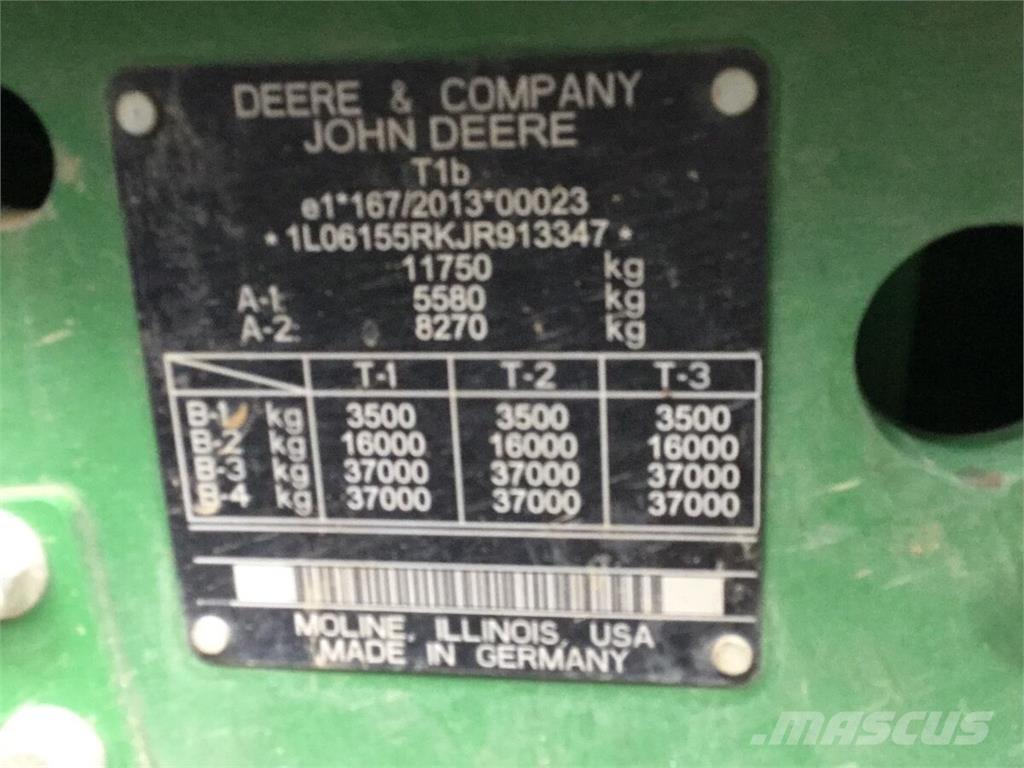 DEERE & COMPANY
JOHN DEERE
T1b
e1*167/2013*00023
*1L06155RKJR913347*
11750 kg
A-1: 5580 kg
A-2: 8270 kg
T-1 T-2 T-3
B-1 kg 3500 3500 3500
B-2 kg 16000 16000 16000
B-3 kg 37000 37000 37000
B-4 kg 37000 37000 37000
MOLINE, ILLINOIS, USA
MADE IN GERMANY
MASCUS